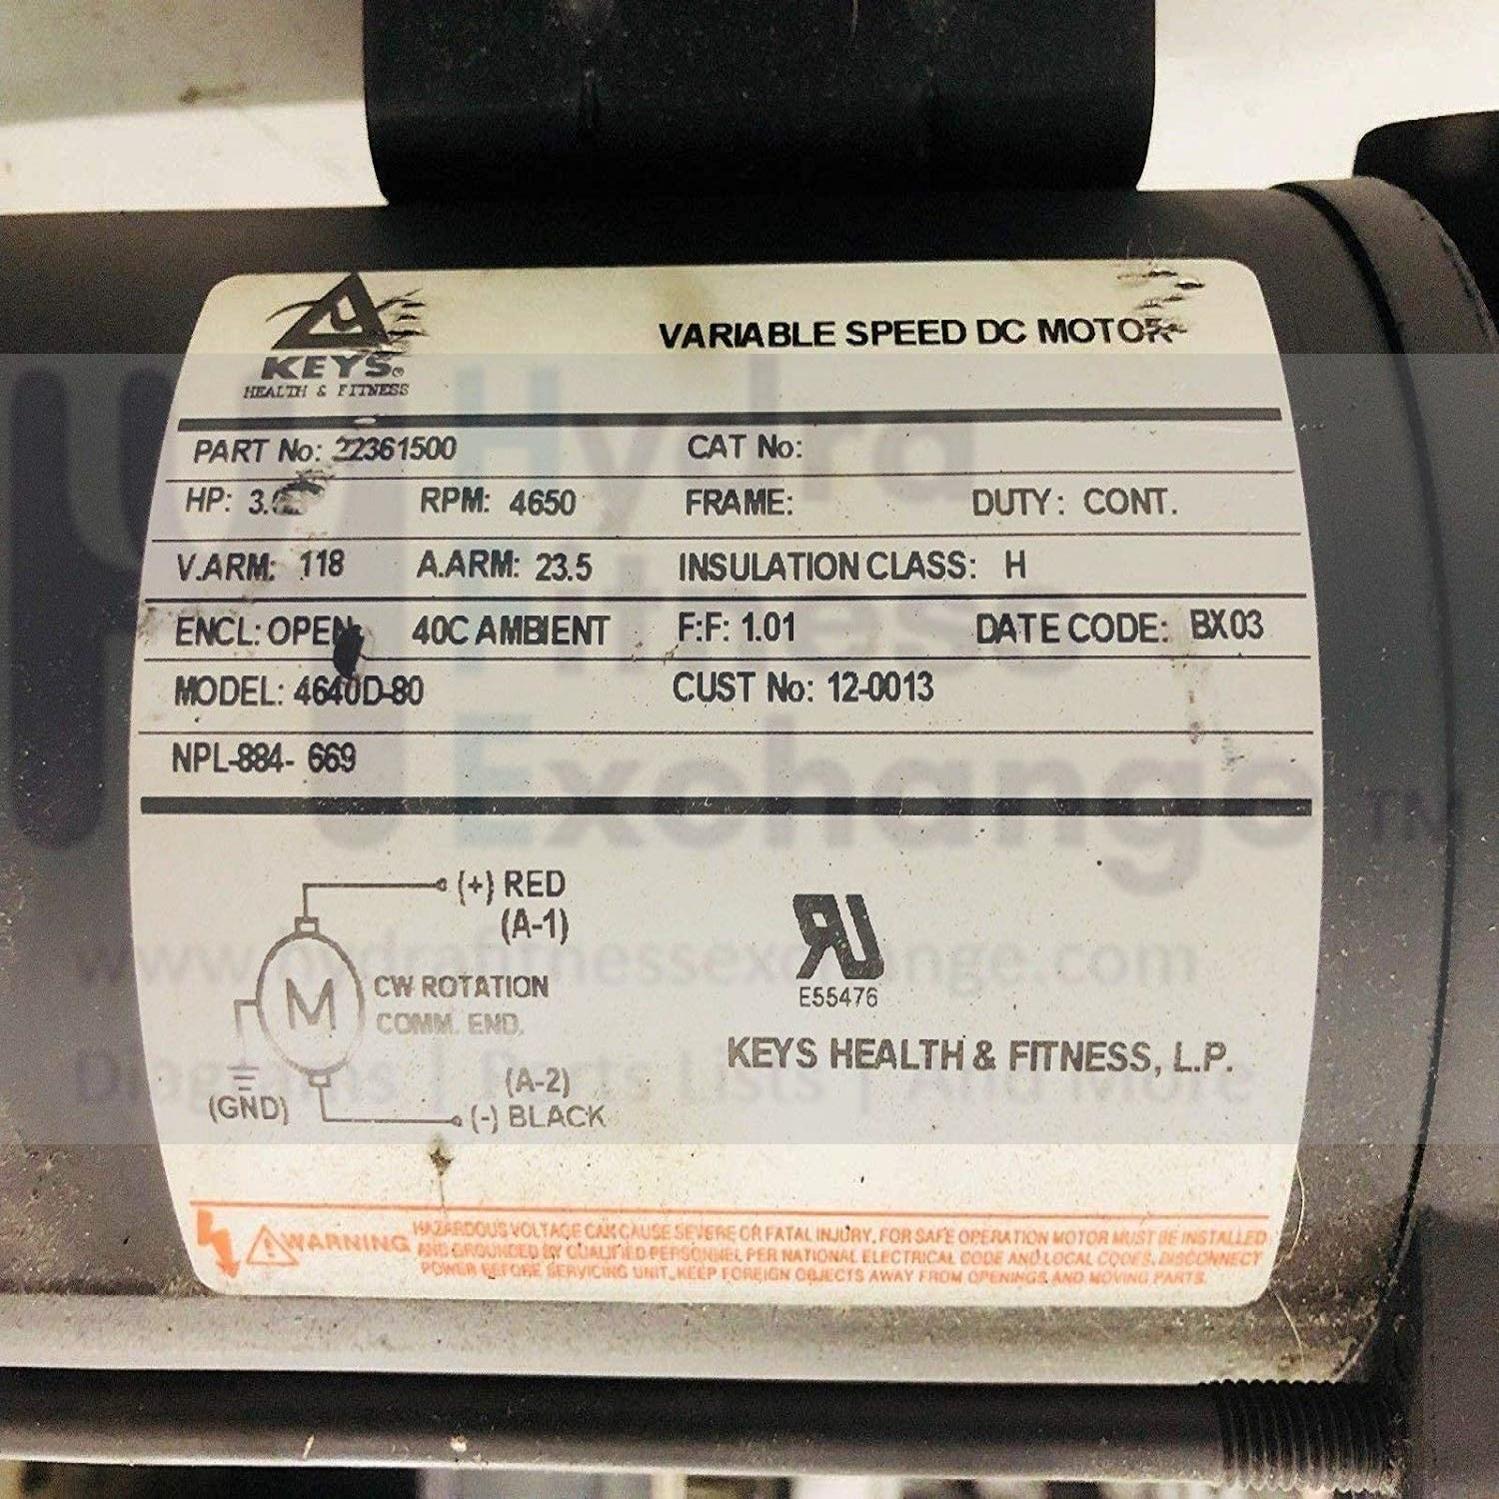 KEYS®
HEALTH & FITNESS
VARIABLE SPEED DC MOTOR
PART No: 22361500 CAT No:
HP: RPM: 4650 FRAME: DUTY: CONT.
V.ARM: 118 A.ARM: 23.5 INSULATION CLASS: H
ENCL: OPEN 40C AMBIENT F:F: 1.01 DATE CODE: BX03
MODEL: 4640D-80 CUST No: 12-0013
NPL-884- 669
(+) RED
(A-1)
M
CW ROTATION
COMM. END.
(GND)
(A-2)
(-) BLACK
RU
E55476
KEYS HEALTH & FITNESS, L.P.
WARNING
HAZARDOUS VOLTAGE CAN CAUSE SEVERE OR FATAL INJURY. FOR SAFE OPERATION MOTOR MUST BE INSTALLED
AND GROUNDED BY QUALIFIED PERSONNEL PER NATIONAL ELECTRICAL CODE AND LOCAL CODES. DISCONNECT
POWER BEFORE SERVICING UNIT. KEEP FOREIGN OBJECTS AWAY FROM OPENINGS AND MOVING PARTS.
Hydra
Fitness
Exchange TM
www.hydrafitnessexchange.com
Diagrams | Parts Lists | And More